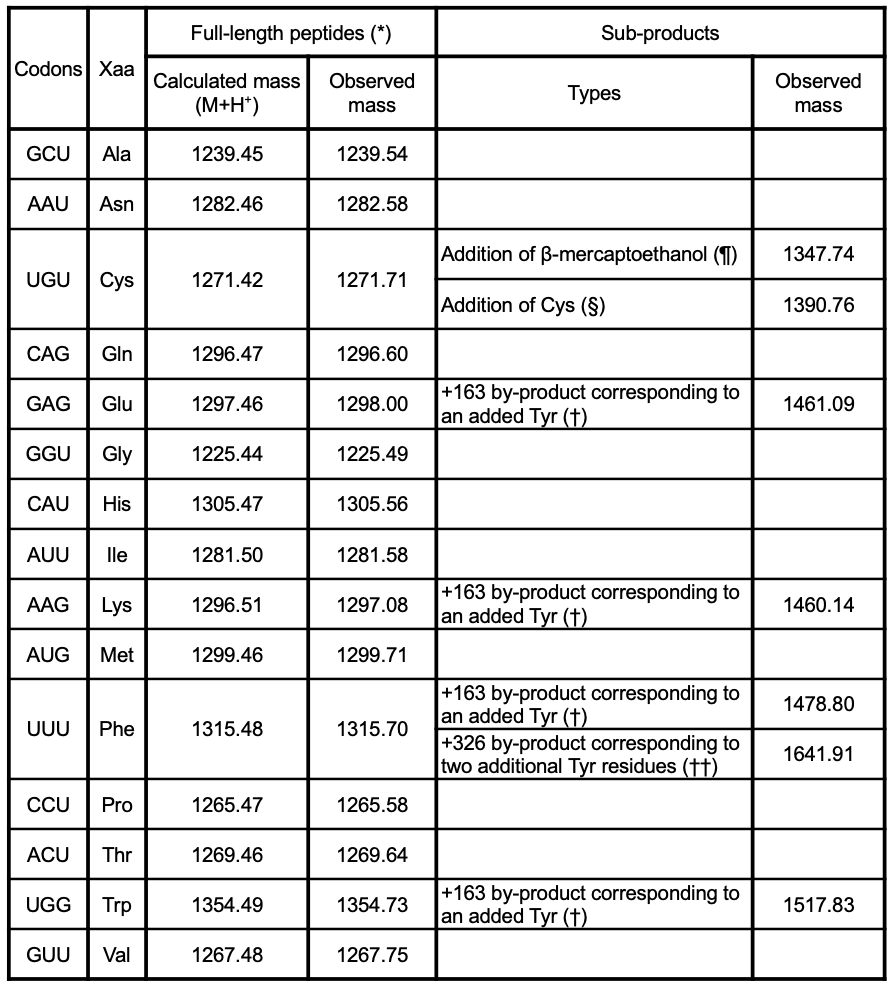 Codons Xaa Full-length peptides (*) Sub-products
Calculated mass (M+H⁺) Observed mass Types Observed mass
GCU Ala 1239.45 1239.54
AAU Asn 1282.46 1282.58
UGU Cys 1271.42 1271.71 Addition of β-mercaptoethanol (¶) 1347.74
Addition of Cys (§) 1390.76
CAG Gln 1296.47 1296.60
GAG Glu 1297.46 1298.00 +163 by-product corresponding to an added Tyr (†) 1461.09
GGU Gly 1225.44 1225.49
CAU His 1305.47 1305.56
AUU Ile 1281.50 1281.58
AAG Lys 1296.51 1297.08 +163 by-product corresponding to an added Tyr (†) 1460.14
AUG Met 1299.46 1299.71
UUU Phe 1315.48 1315.70 +163 by-product corresponding to an added Tyr (†) 1478.80
+326 by-product corresponding to two additional Tyr residues (††) 1641.91
CCU Pro 1265.47 1265.58
ACU Thr 1269.46 1269.64
UGG Trp 1354.49 1354.73 +163 by-product corresponding to an added Tyr (†) 1517.83
GUU Val 1267.48 1267.75